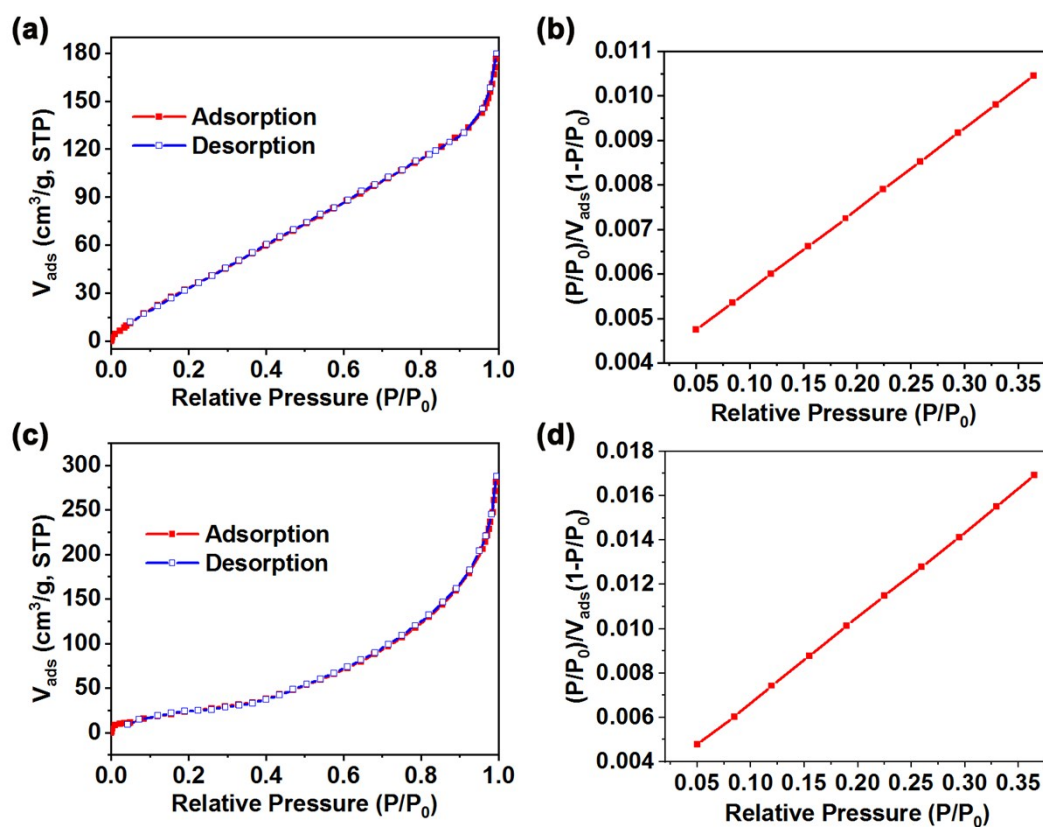 (a)
180
150
120
90
60
30
0
V_ads (cm³/g, STP)
Adsorption
Desorption
0.0 0.2 0.4 0.6 0.8 1.0
Relative Pressure (P/P₀)
(b)
0.011
0.010
0.009
0.008
0.007
0.006
0.005
0.004
(P/P₀)/V_ads(1-P/P₀)
0.05 0.10 0.15 0.20 0.25 0.30 0.35
Relative Pressure (P/P₀)
(c)
300
250
200
150
100
50
0
V_ads (cm³/g, STP)
Adsorption
Desorption
0.0 0.2 0.4 0.6 0.8 1.0
Relative Pressure (P/P₀)
(d)
0.018
0.016
0.014
0.012
0.010
0.008
0.006
0.004
(P/P₀)/V_ads(1-P/P₀)
0.05 0.10 0.15 0.20 0.25 0.30 0.35
Relative Pressure (P/P₀)